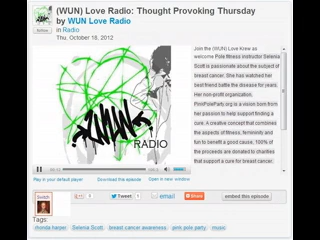 (WUN) Love Radio: Thought Provoking Thursday
by WUN Love Radio
in Radio
Thu, October 18, 2012
Follow
Join the (WUN) Love Krew as
welcome Pole fitness instructor Selenia
Scott is passionate about the subject of
breast cancer. She has watched her
best friend battle the disease for years.
Her non-profit organization,
PinkPoleParty.org is a vision born from
her passion to help support finding a
cure. A creative concept that combines
the aspects of fitness, femininity and
fun to benefit a good cause, 100% of
the proceeds are donated to charities
that support a cure for breast cancer.
WUN
RADIO
Play in your default player
Download the episode
Open in new window
Tweet
email
Share
embed this episode
Tags:
rhonda harper
Selenia Scott
breast cancer awareness
pink pole party
music